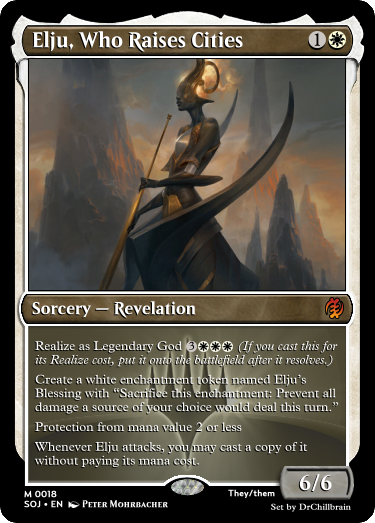 Elju, Who Raises Cities 1
Sorcery — Revelation
Realize as Legendary God 3 (If you cast this for
its Realize cost, put it onto the battlefield after it resolves.)
Create a white enchantment token named Elju's
Blessing with “Sacrifice this enchantment: Prevent all
damage a source of your choice would deal this turn.”
Protection from mana value 2 or less
Whenever Elju attacks, you may cast a copy of it
without paying its mana cost.
6/6
M 0018
SOJ • EN Peter Mohrbacher
They/them
Set by DrChillbrain